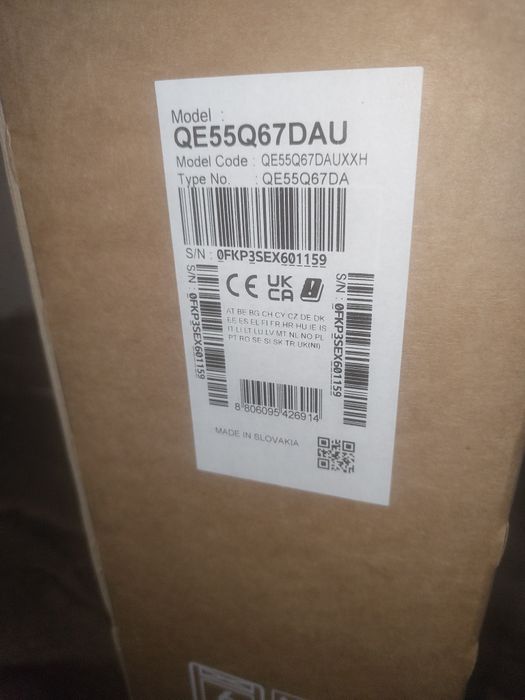 Model :
QE55Q67DAU
Model Code : QE55Q67DAUXXH
Type No. : QE55Q67DA
S/N : 0FKP3SEX601159
S/N : 0FKP3SEX601159
S/N : 0FKP3SEX601159
CE UK
CA
AT BE BG CH CY CZ DE DK
EE ES EL FI FR HR HU IE IS
IT LI LT LU LV MT NL NO PL
PT RO SE SI SK TR UK(NI)
8 806095 426914
MADE IN SLOVAKIA